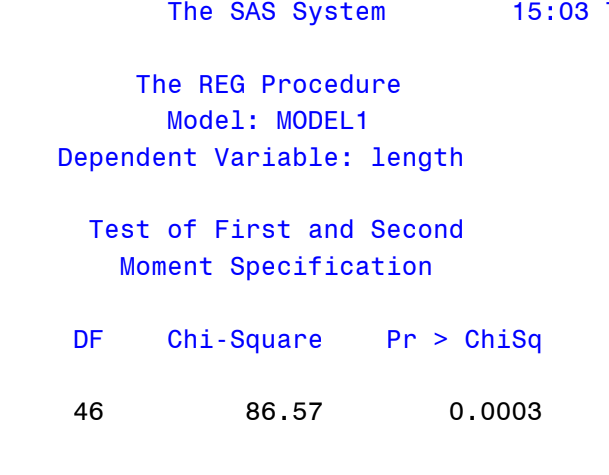 The SAS System 15:03
The REG Procedure
Model: MODEL1
Dependent Variable: length
Test of First and Second
Moment Specification
DF Chi-Square Pr > ChiSq
46 86.57 0.0003